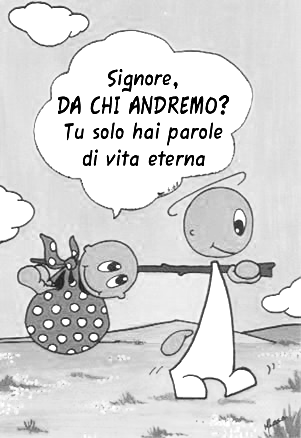 Signore,
DA CHI ANDREMO?
Tu solo hai parole
di vita eterna